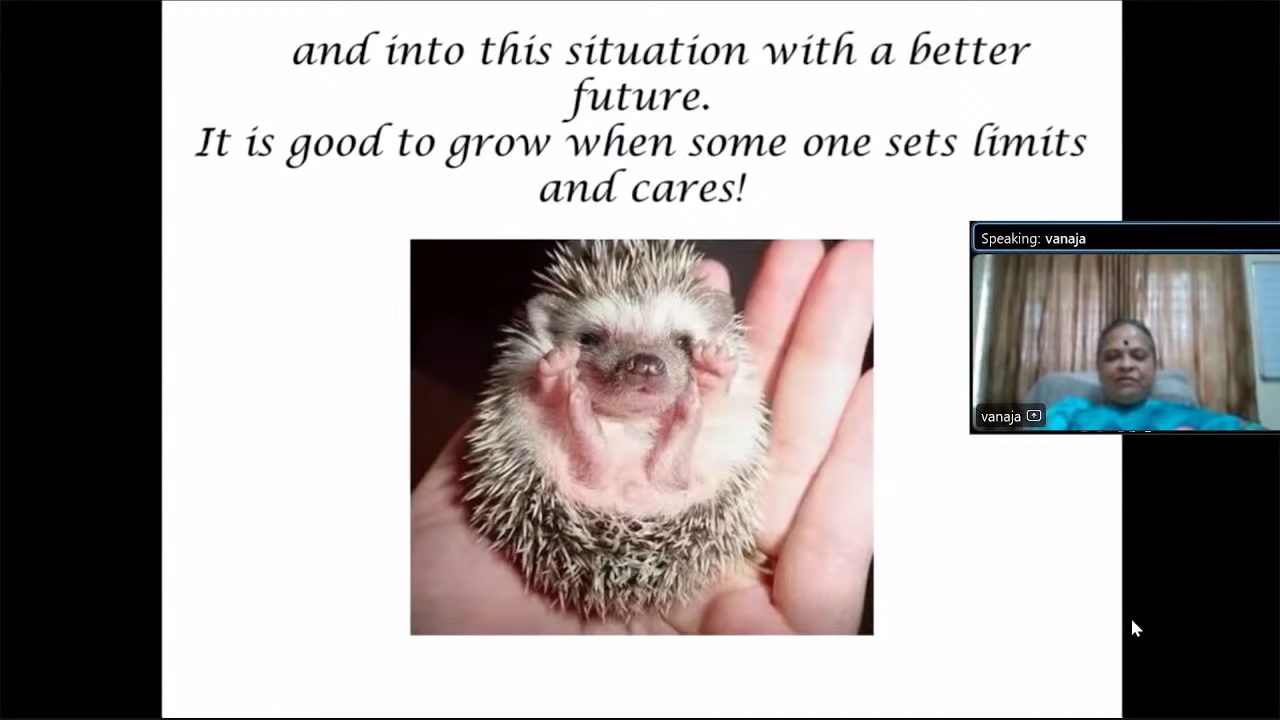 and into this situation with a better
future.
It is good to grow when some one sets limits
and cares!
Speaking: vanaja
vanaja